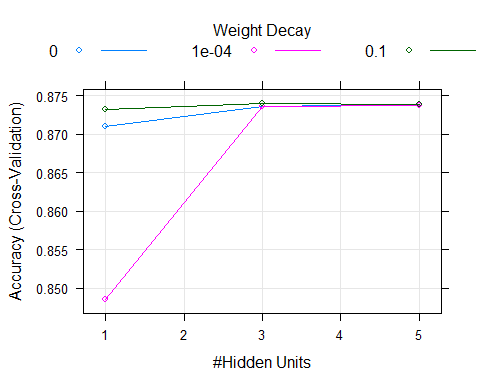 Weight Decay
0 1e-04 0.1
Accuracy (Cross-Validation)
0.875
0.870
0.865
0.860
0.855
0.850
1 2 3 4 5
#Hidden Units